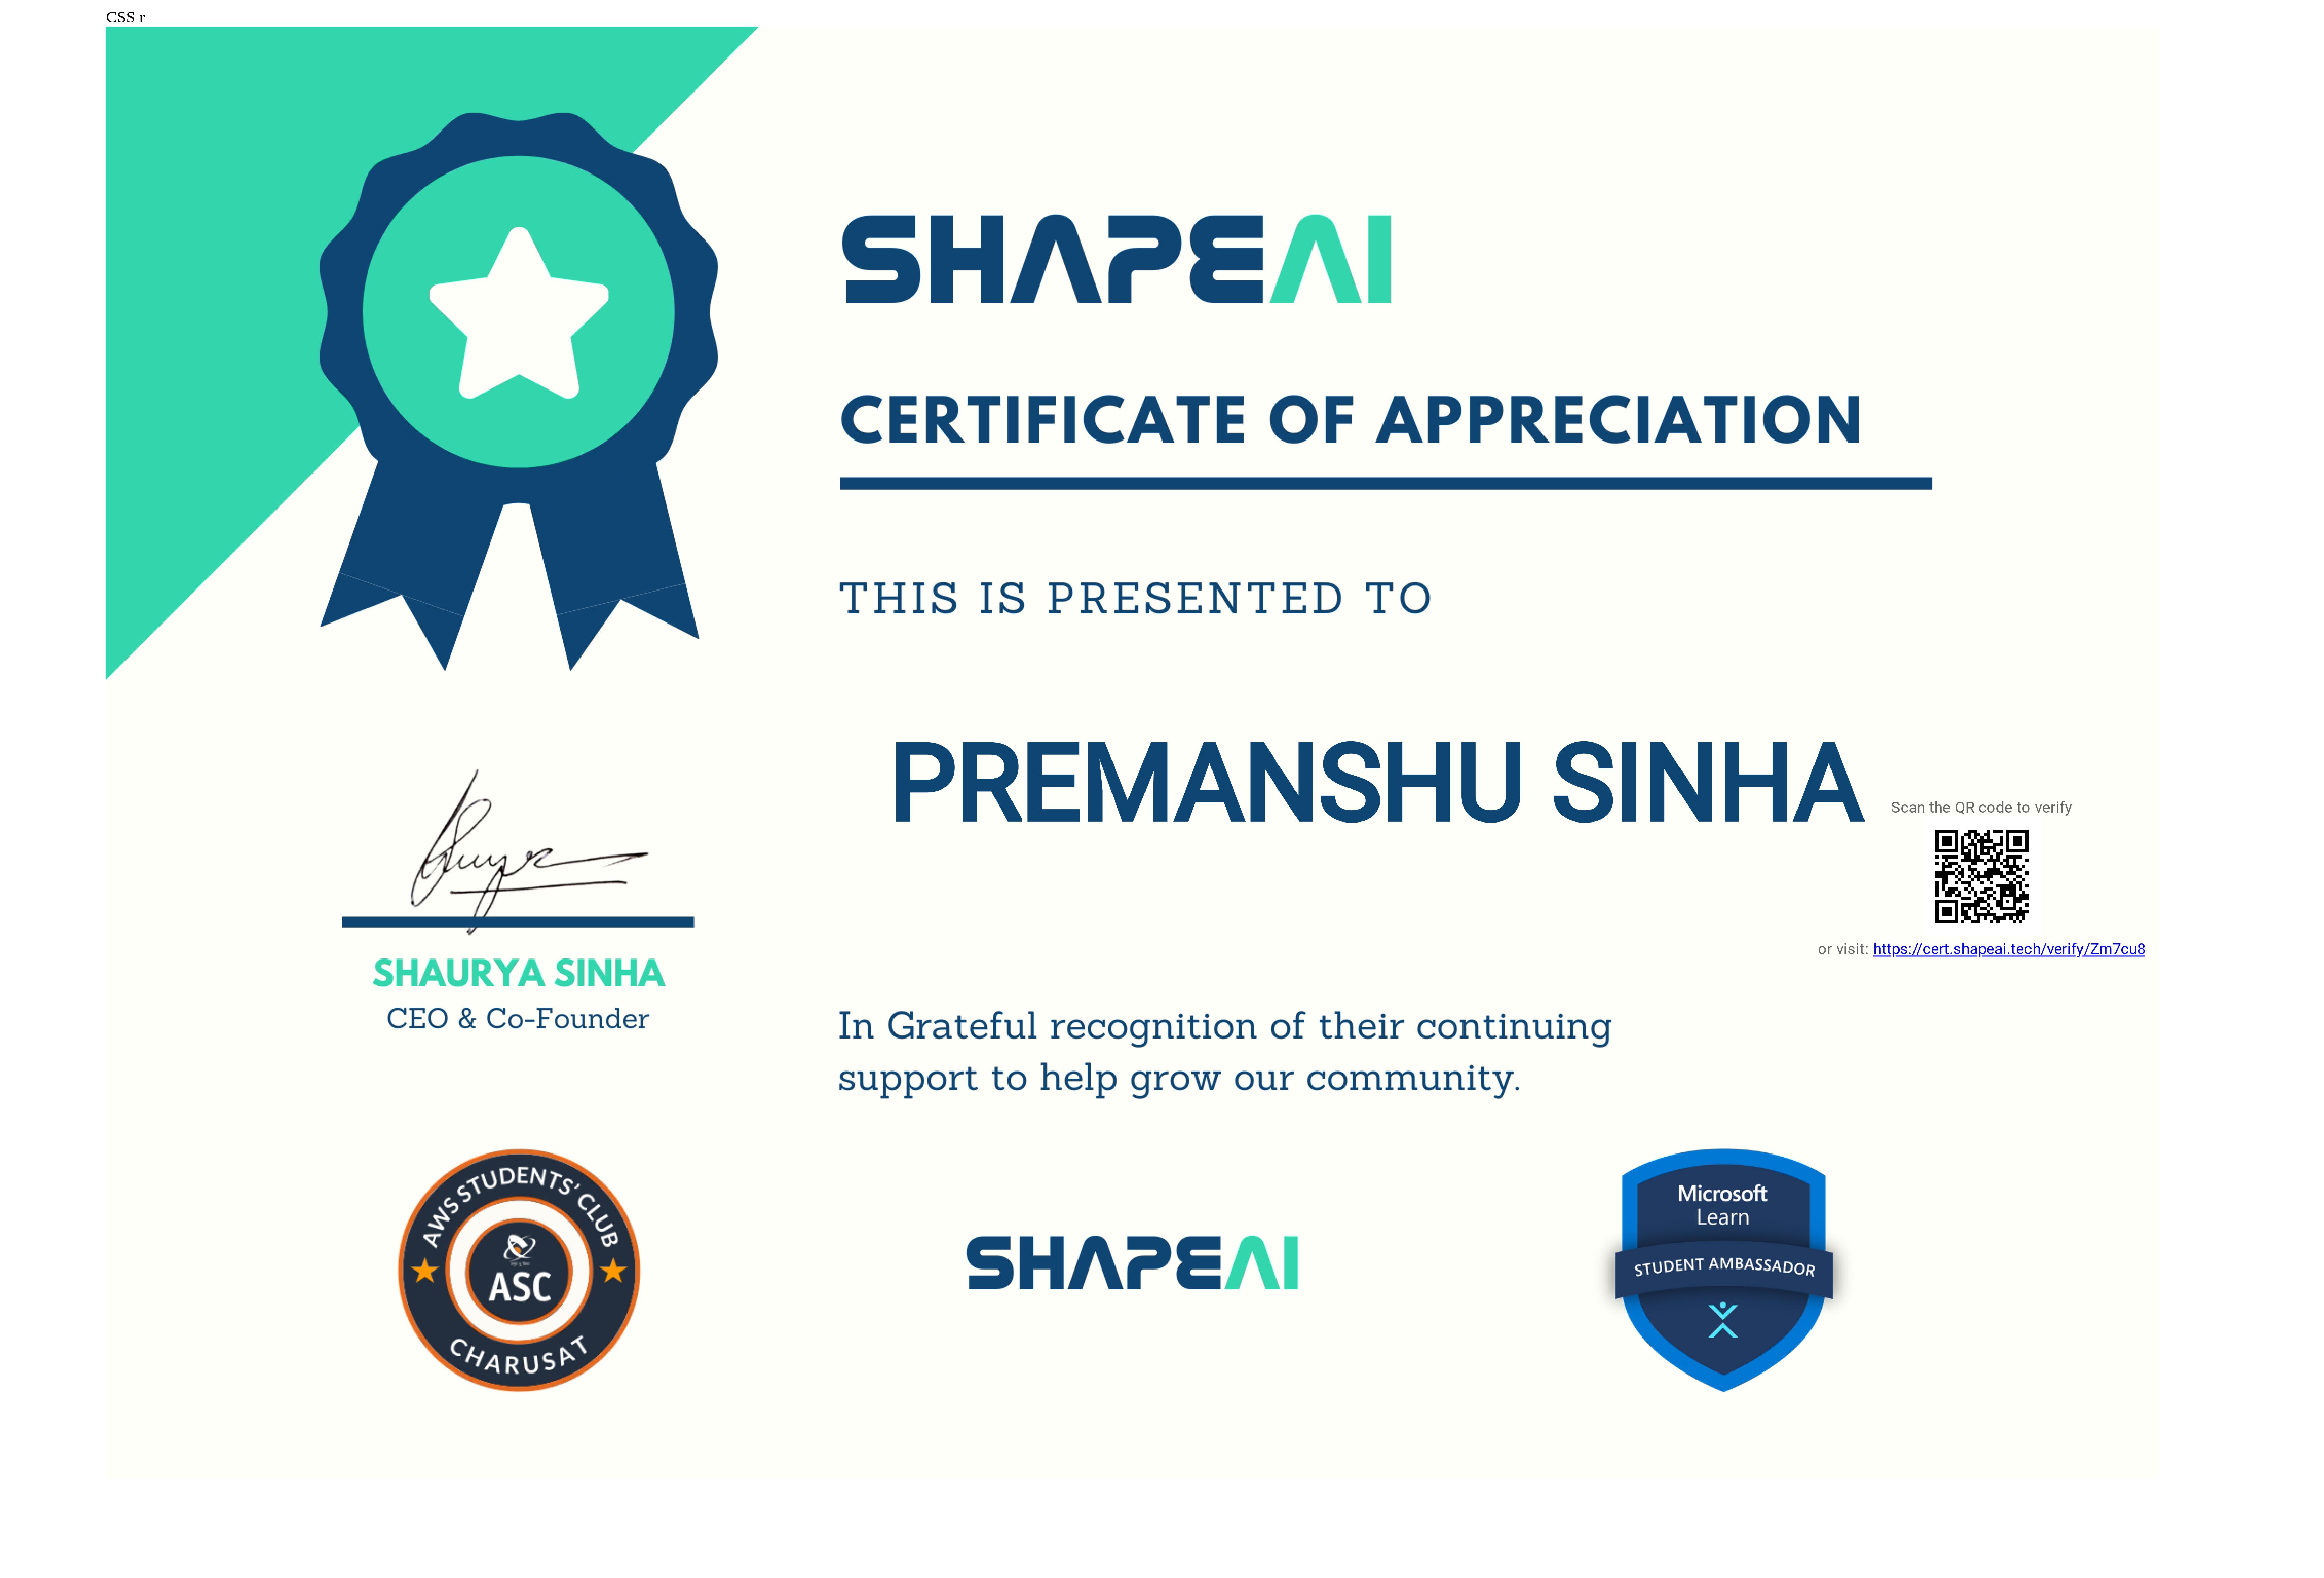 CSS r
SHAPEAI
CERTIFICATE OF APPRECIATION
THIS IS PRESENTED TO
PREMANSHU SINHA
Scan the QR code to verify
or visit: https://cert.shapeai.tech/verify/Zm7cu8
SHAURYA SINHA
CEO & Co-Founder
In Grateful recognition of their continuing
support to help grow our community.
AWS STUDENTS' CLUB
ASC
CHARUSAT
SHAPEAI
Microsoft
Learn
STUDENT AMBASSADOR